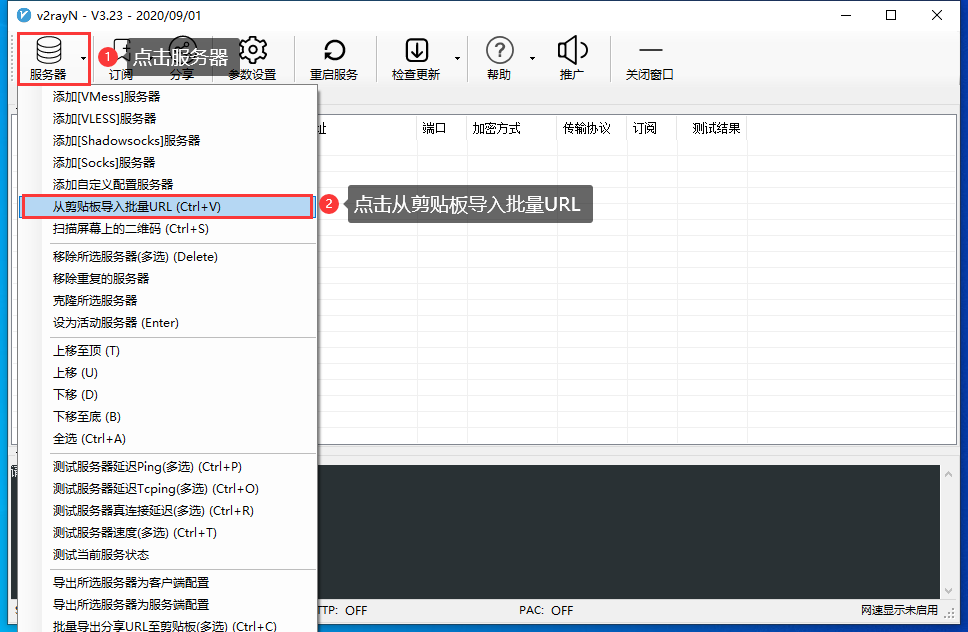 v2rayN - V3.23 - 2020/09/01
服务器
1
点击服务器
订阅
分享
参数设置
重启服务
检查更新
帮助
推广
关闭窗口
添加[VMess]服务器
添加[VLESS]服务器
添加[Shadowsocks]服务器
添加[Socks]服务器
添加自定义配置服务器
从剪贴板导入批量URL (Ctrl+V)
扫描屏幕上的二维码 (Ctrl+S)
移除所选服务器(多选) (Delete)
移除重复的服务器
克隆所选服务器
设为活动服务器 (Enter)
上移至顶 (T)
上移 (U)
下移 (D)
下移至底 (B)
全选 (Ctrl+A)
测试服务器延迟Ping(多选) (Ctrl+P)
测试服务器延迟Tcping(多选) (Ctrl+O)
测试服务器真连接延迟(多选) (Ctrl+R)
测试服务器速度(多选) (Ctrl+T)
测试当前服务状态
导出所选服务器为客户端配置
导出所选服务器为服务端配置
批量导出分享URL至剪贴板(多选) (Ctrl+C)
址 端口 加密方式 传输协议 订阅 测试结果
2
点击从剪贴板导入批量URL
TP: OFF PAC: OFF 网速显示未启用